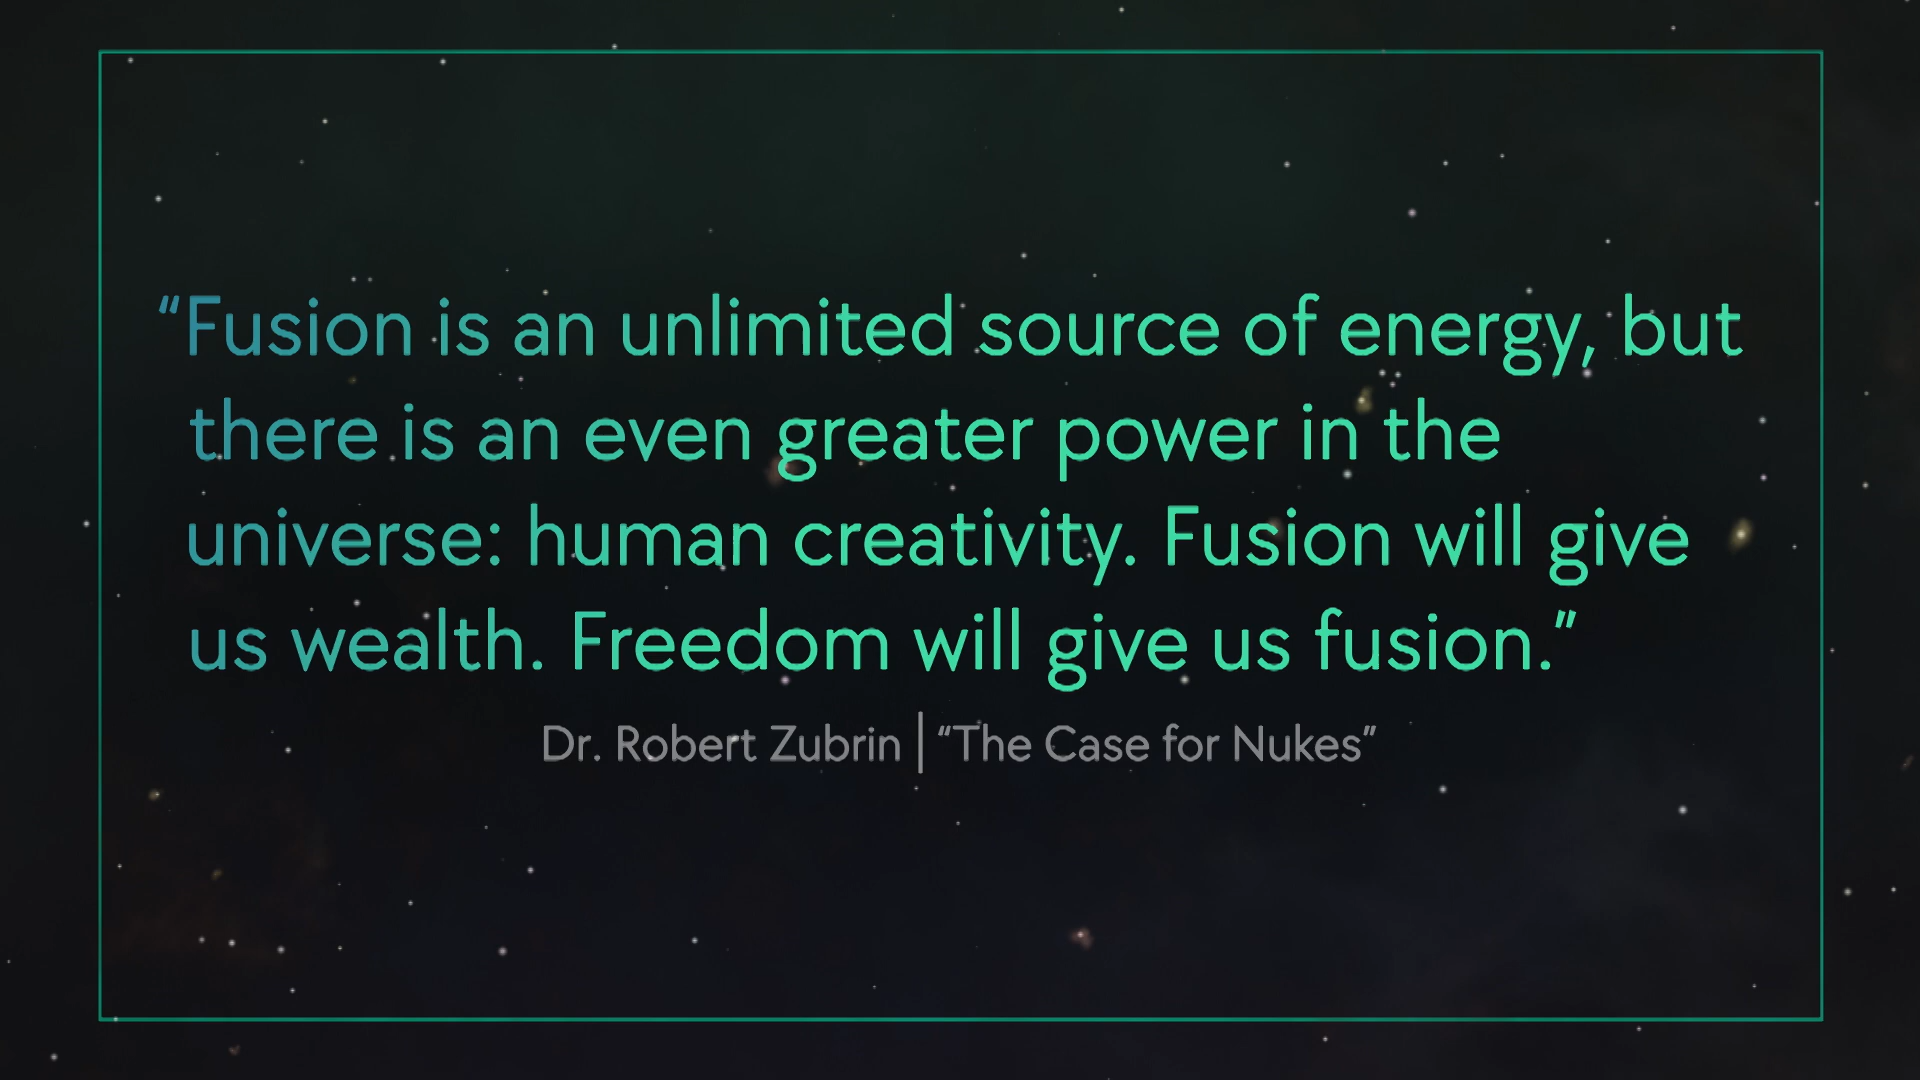 “Fusion is an unlimited source of energy, but
there is an even greater power in the
universe: human creativity. Fusion will give
us wealth. Freedom will give us fusion.”
Dr. Robert Zubrin | “The Case for Nukes”